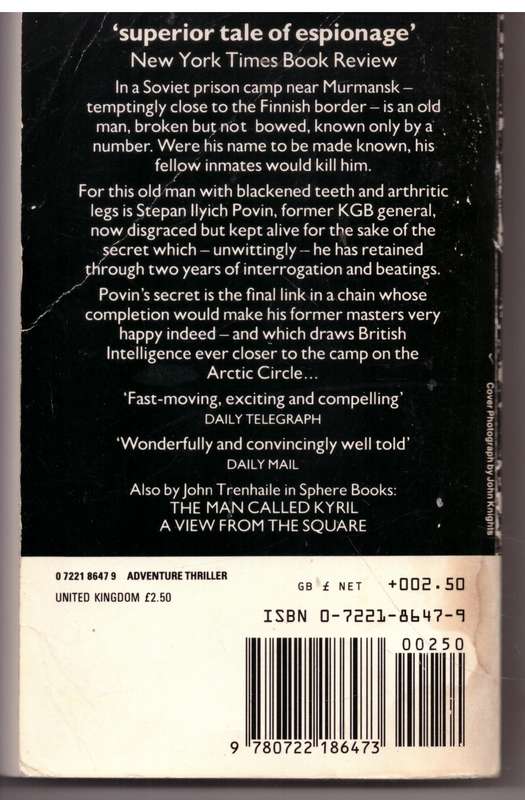 ‘superior tale of espionage’
New York Times Book Review
In a Soviet prison camp near Murmansk –
temptingly close to the Finnish border – is an old
man, broken but not bowed, known only by a
number. Were his name to be made known, his
fellow inmates would kill him.
For this old man with blackened teeth and arthritic
legs is Stepan Ilyich Povin, former KGB general,
now disgraced but kept alive for the sake of the
secret which – unwittingly – he has retained
through two years of interrogation and beatings.
Povin's secret is the final link in a chain whose
completion would make his former masters very
happy indeed – and which draws British
Intelligence ever closer to the camp on the
Arctic Circle...
‘Fast-moving, exciting and compelling’
DAILY TELEGRAPH
‘Wonderfully and convincingly well told’
DAILY MAIL
Also by John Trenhaile in Sphere Books:
THE MAN CALLED KYRIL
A VIEW FROM THE SQUARE
Cover Photograph by John Knights
0 7221 8647 9 ADVENTURE THRILLER
UNITED KINGDOM £2.50
GB £ NET +002.50
ISBN 0-7221-8647-9
00250
9 780722 186473